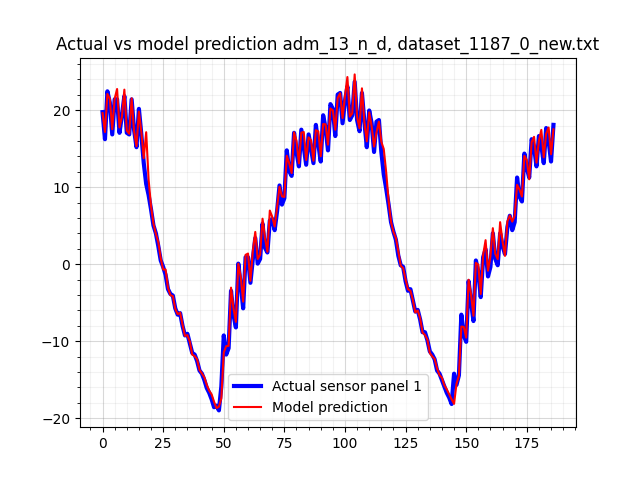 Actual vs model prediction adm_13_n_d, dataset_1187_0_new.txt
20
10
0
−10
−20
Actual sensor panel 1
Model prediction
0 25 50 75 100 125 150 175